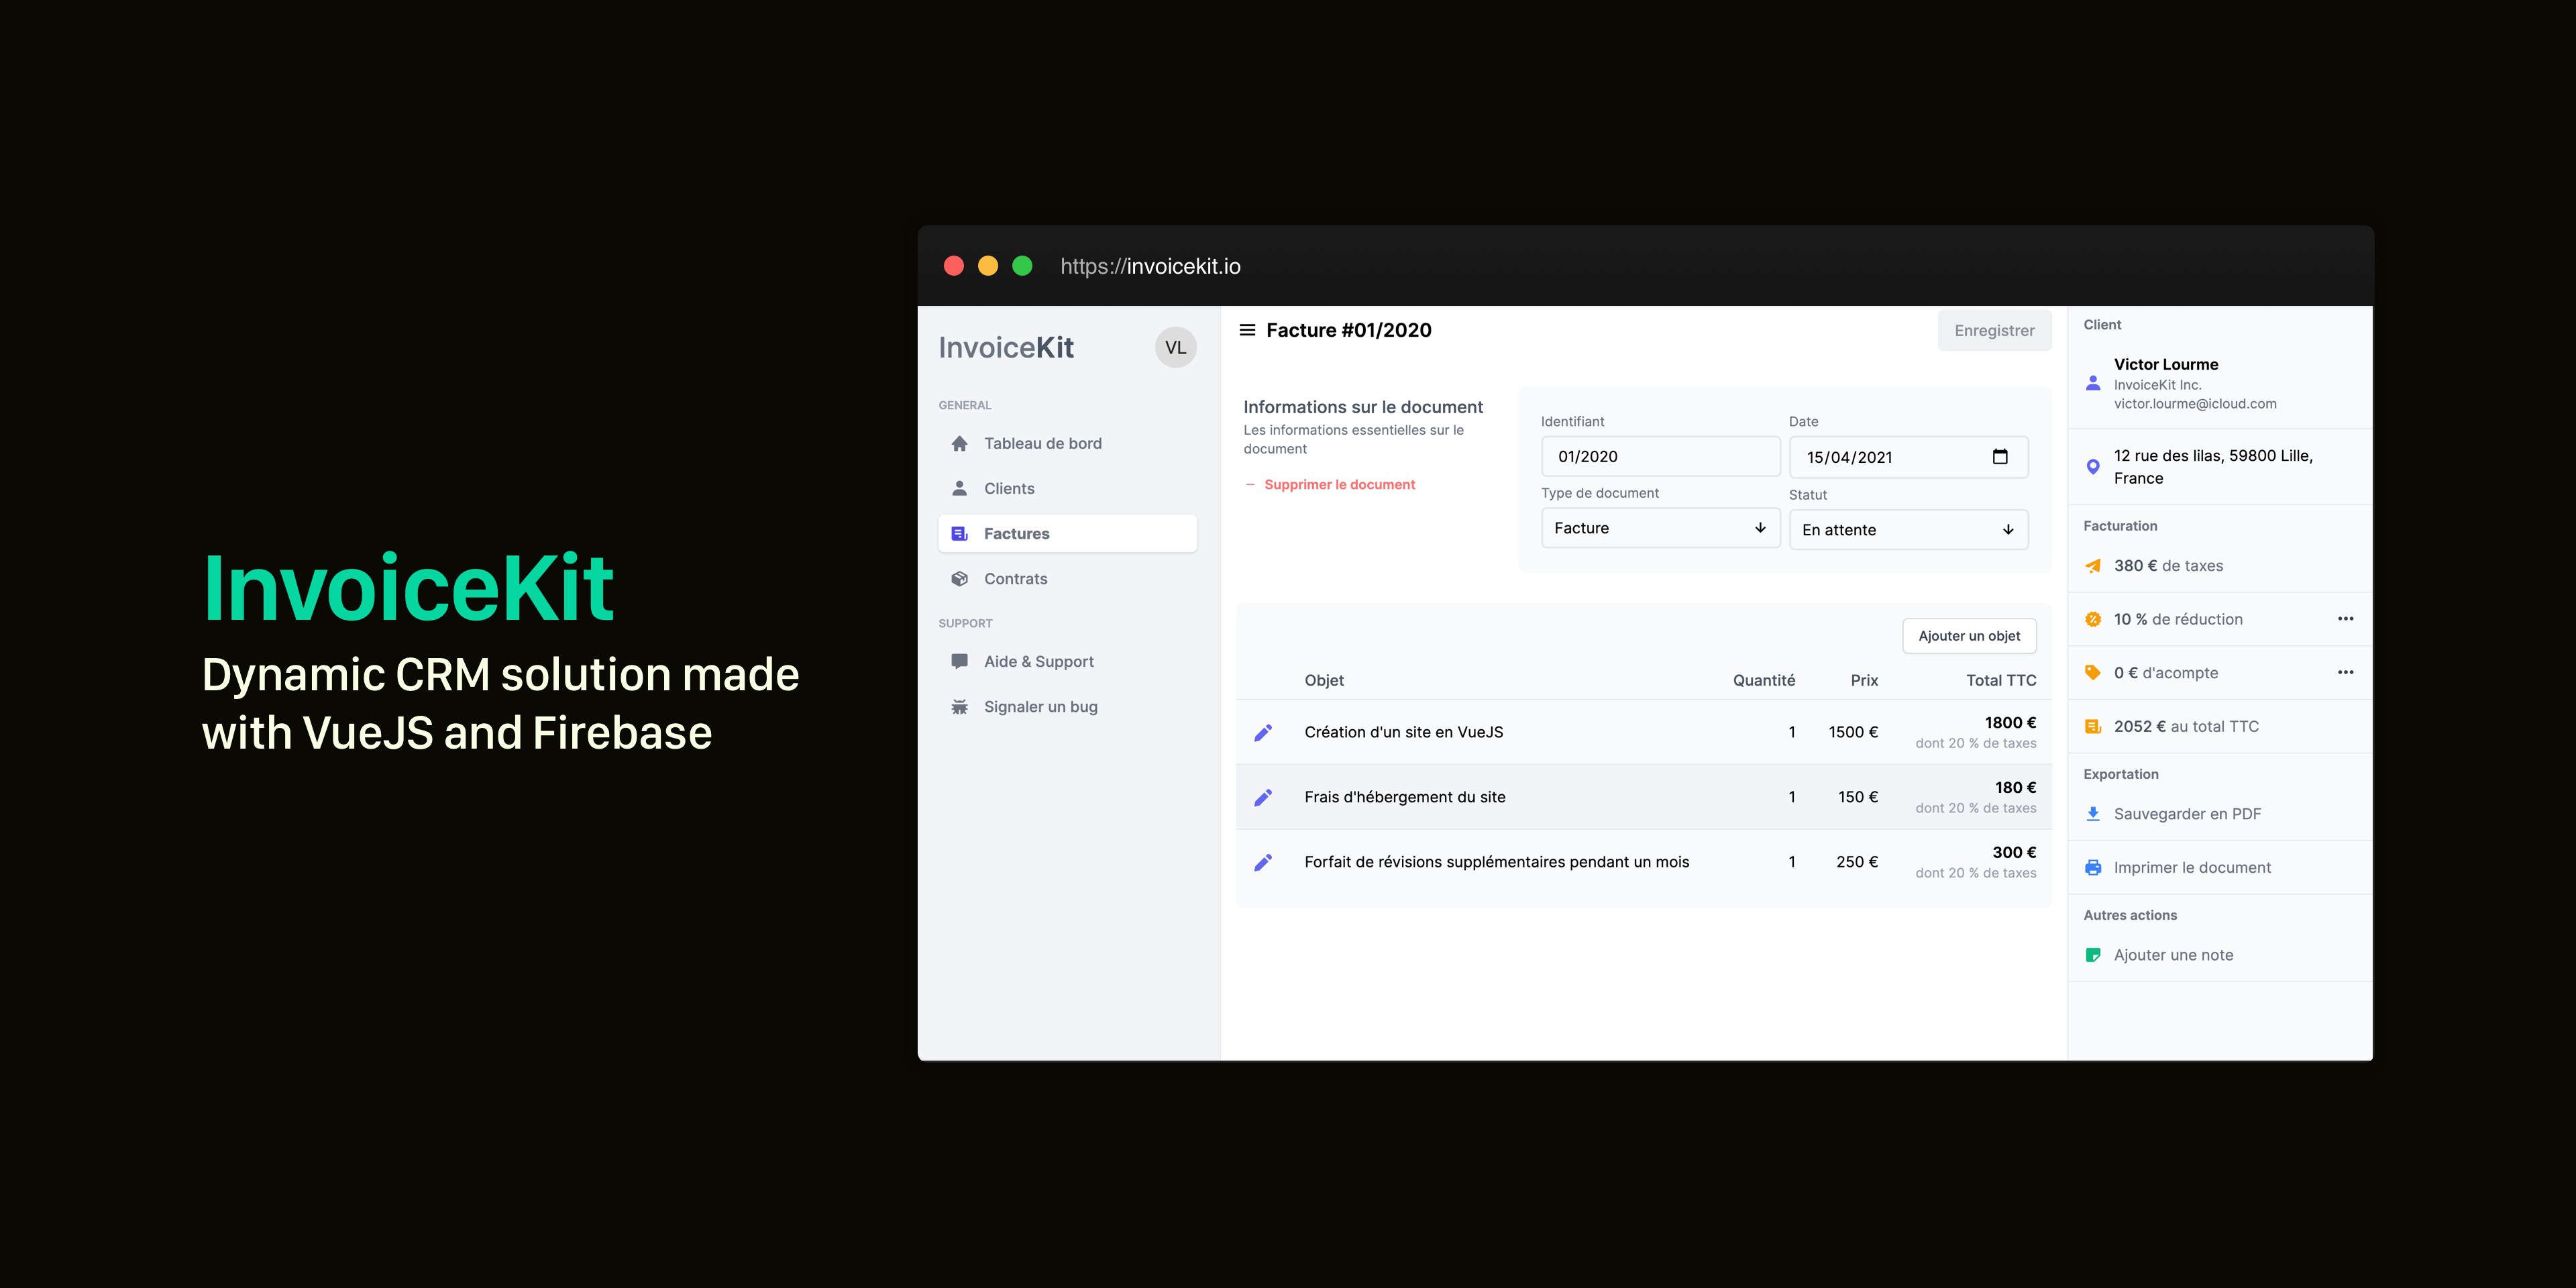 InvoiceKit
Dynamic CRM solution made
with VueJS and Firebase
https://invoicekit.io
InvoiceKit
VL
GENERAL
Tableau de bord
Clients
Factures
Contrats
SUPPORT
Aide & Support
Signaler un bug
Facture #01/2020
Enregistrer
Informations sur le document
Les informations essentielles sur le
document
Supprimer le document
Identifiant
Date
01/2020
15/04/2021
Type de document
Statut
Facture
En attente
Ajouter un objet
Objet Quantité Prix Total TTC
Création d'un site en VueJS 1 1500 € 1800 €
dont 20 % de taxes
Frais d'hébergement du site 1 150 € 180 €
dont 20 % de taxes
Forfait de révisions supplémentaires pendant un mois 1 250 € 300 €
dont 20 % de taxes
Client
Victor Lourme
InvoiceKit Inc.
victor.lourme@icloud.com
12 rue des lilas, 59800 Lille,
France
Facturation
380 € de taxes
10 % de réduction
0 € d'acompte
2052 € au total TTC
Exportation
Sauvegarder en PDF
Imprimer le document
Autres actions
Ajouter une note